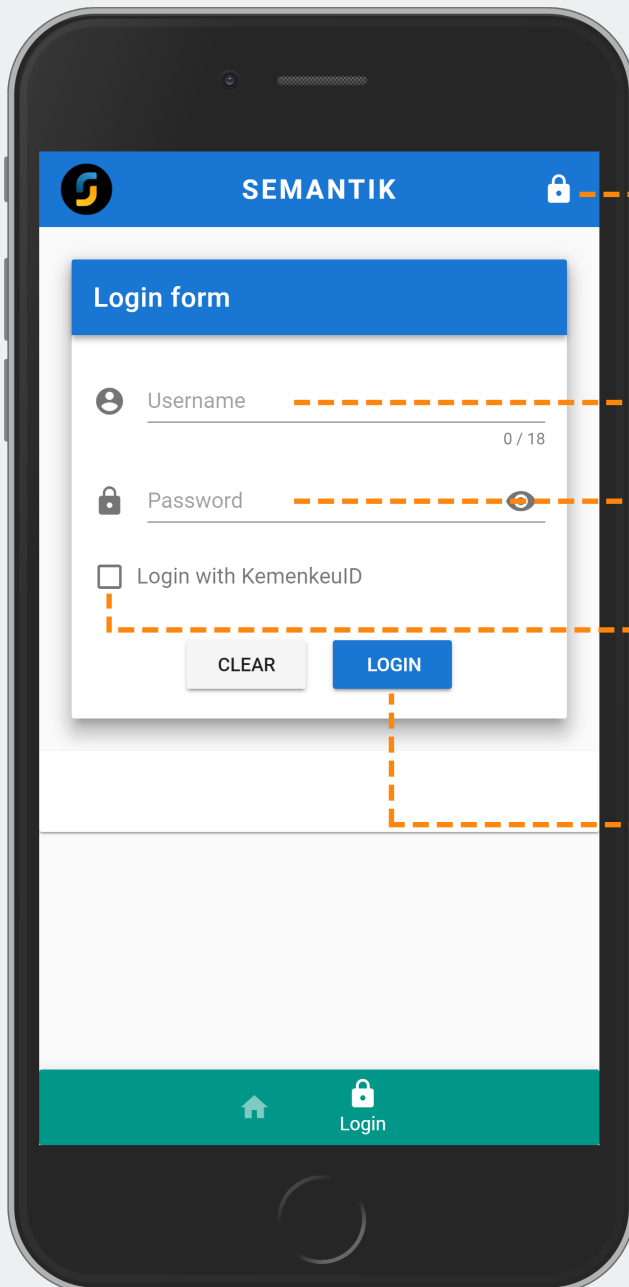 SEMANTIK
Login form
Username
0 / 18
Password
Login with KemenkeuID
CLEAR
LOGIN
Login